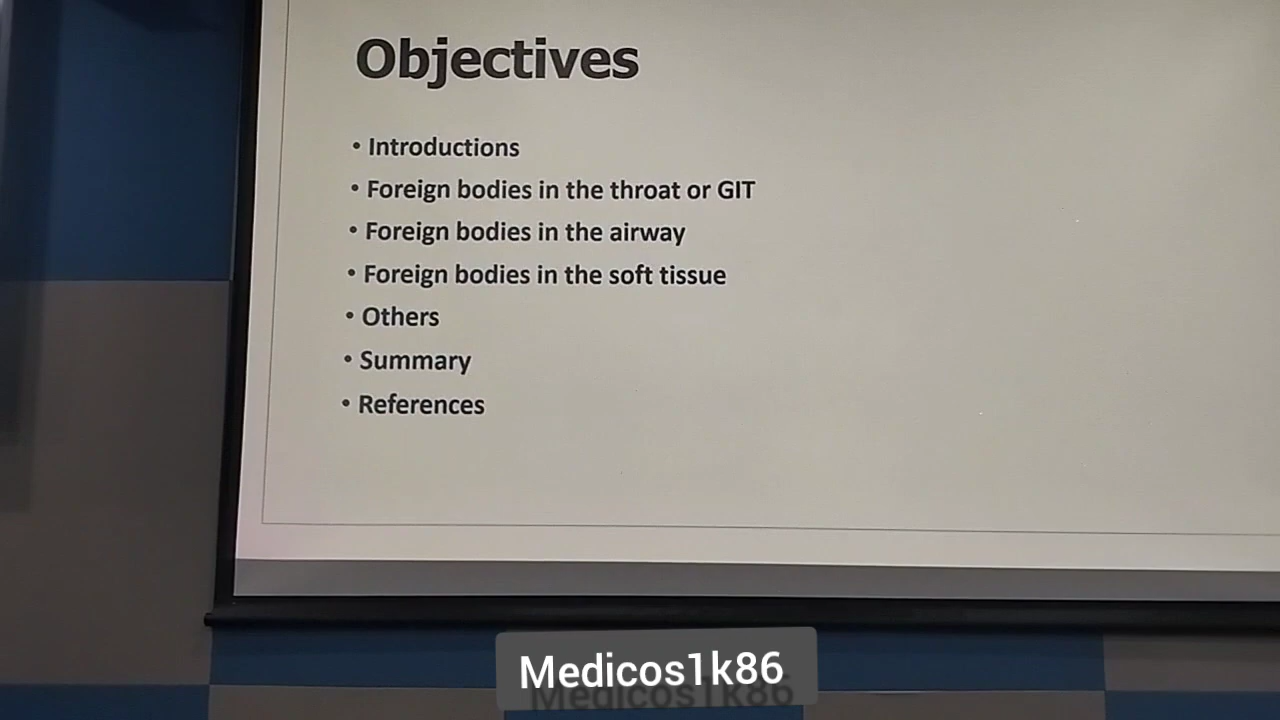 Objectives
• Introductions
• Foreign bodies in the throat or GIT
• Foreign bodies in the airway
• Foreign bodies in the soft tissue
• Others
• Summary
• References
Medicos1k86
Medicos1k86